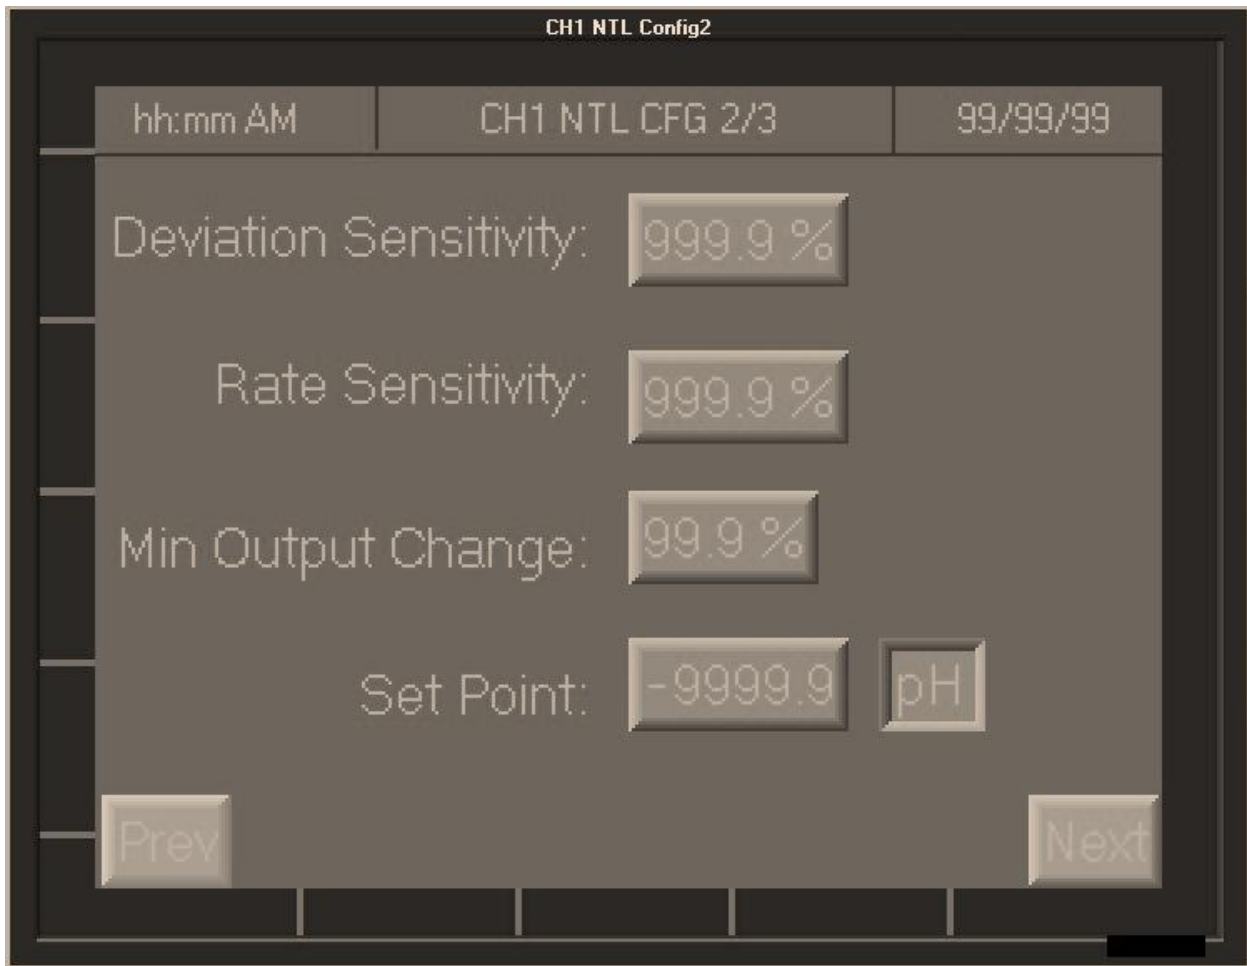 CH1 NTL Config2
hh:mm AM CH1 NTL CFG 2/3 99/99/99
Deviation Sensitivity: 999.9 %
Rate Sensitivity: 999.9 %
Min Output Change: 99.9 %
Set Point: -9999.9 pH
Prev Next